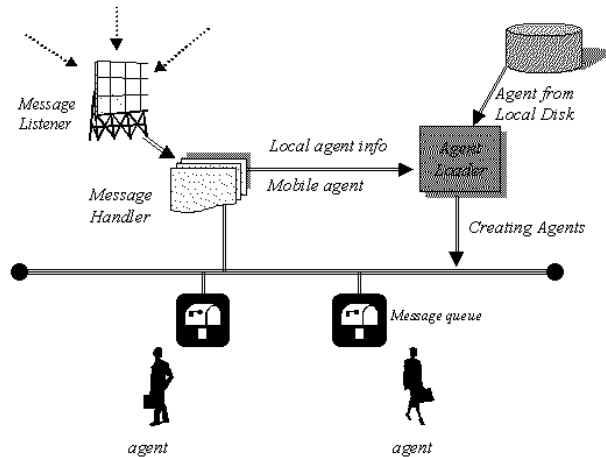 Message
Listener
Agent from
Local Disk
Local agent info
Mobile agent
Agent
Loader
Message
Handler
Creating Agents
Message queue
agent
agent